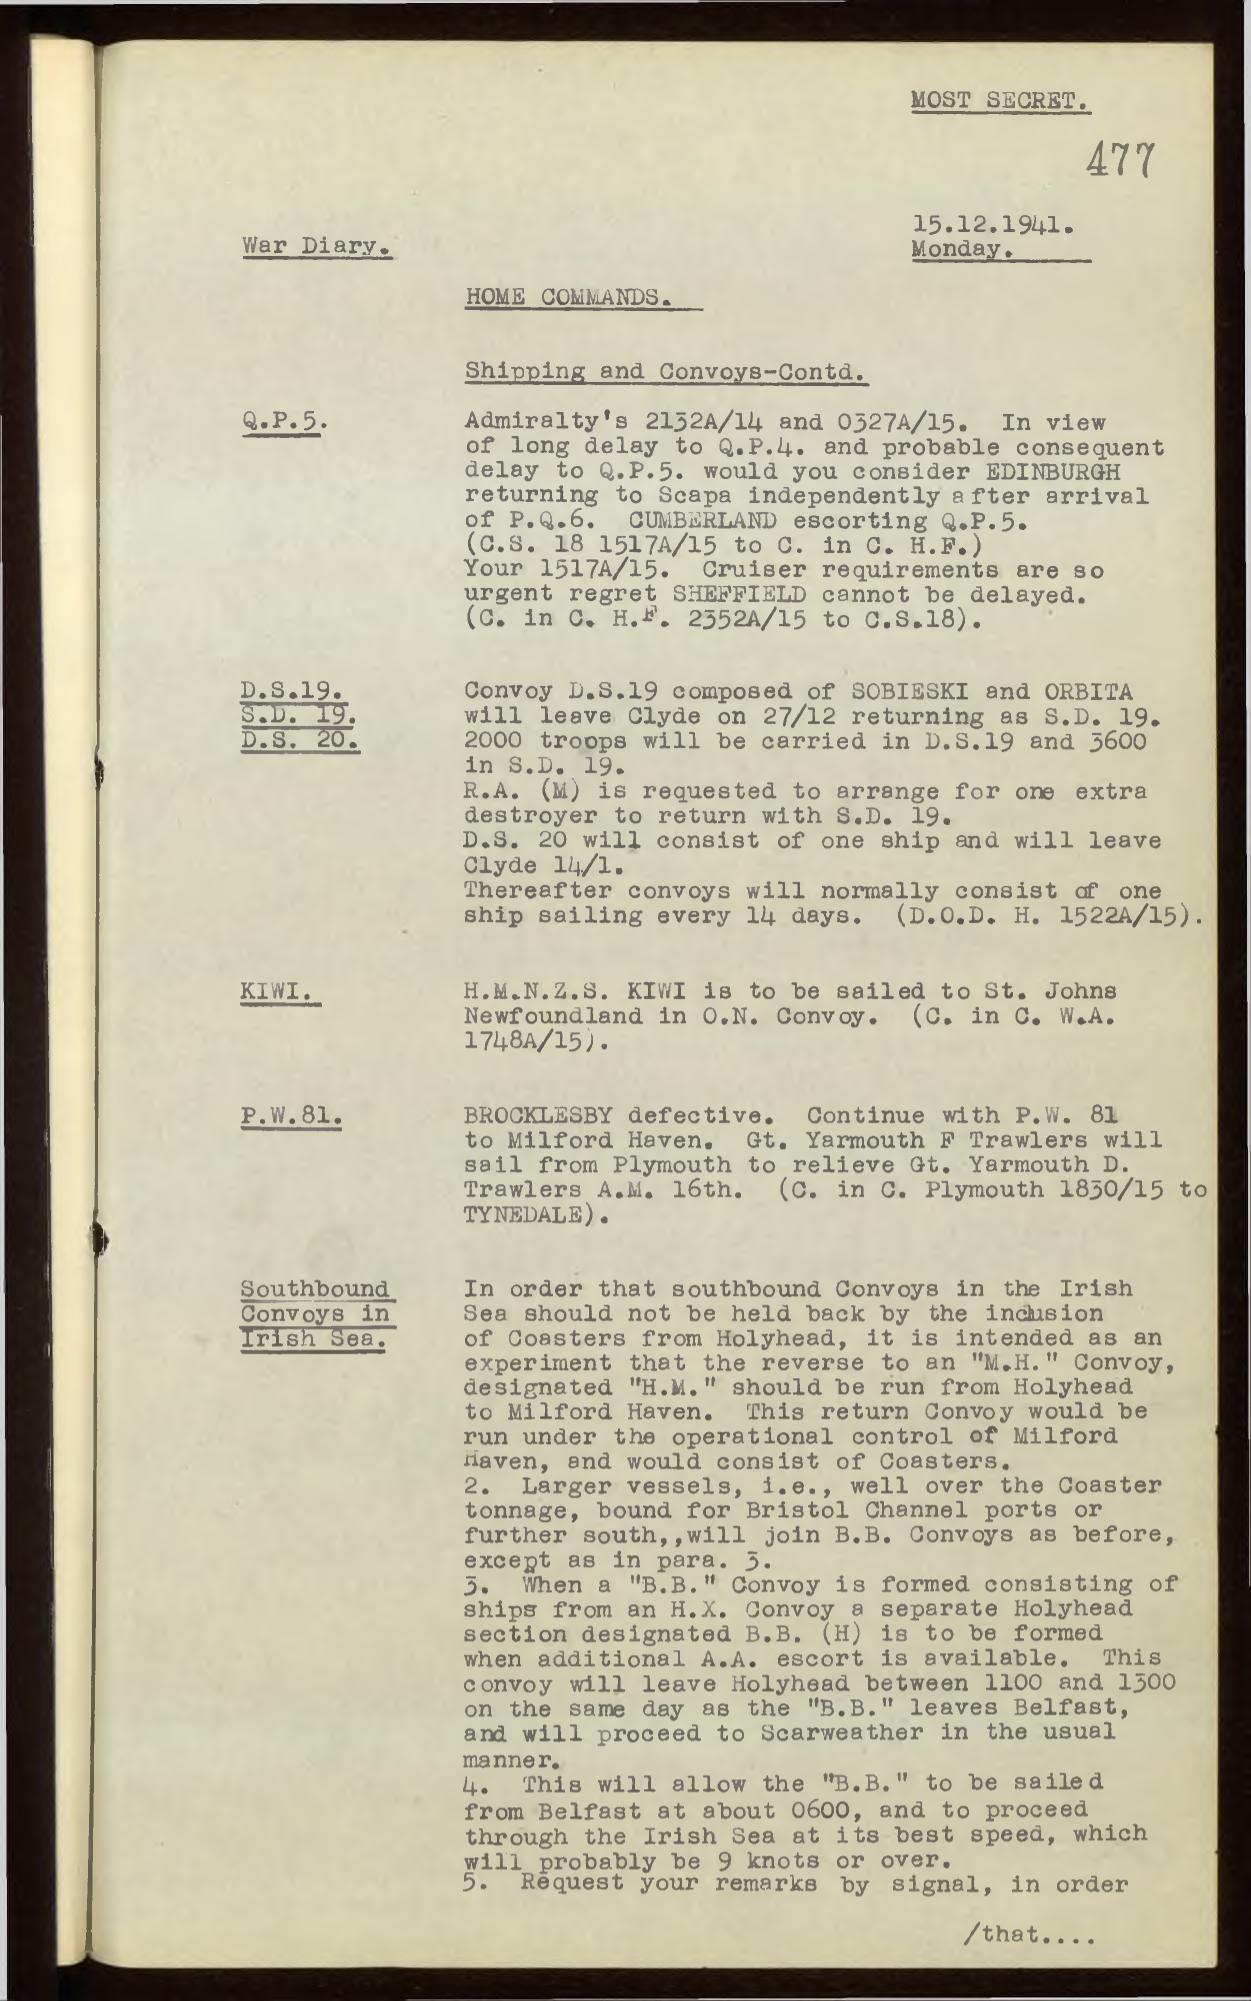 MOST SECRET.
477
15.12.1941.
War Diary.
Monday.
HOME COMMANDS.
Shipping and Convoys-Contd.
Q.P.5.
Admiralty's 2132A/14 and 0327A/15. In view
of long delay to Q.P.4. and probable consequent
delay to Q.P.5. would you consider EDINBURGH
returning to Scapa independently after arrival
of P.Q.6. CUMBERLAND escorting Q.P.5.
(C.S. 18 1517A/15 to C. in C. H.F.)
Your 1517A/15. Cruiser requirements are so
urgent regret SHEFFIELD cannot be delayed.
(C. in C. H.F. 2352A/15 to C.S.18).
D.S.19.
S.D. 19.
D.S. 20.
Convoy D.S.19 composed of SOBIESKI and ORBITA
will leave Clyde on 27/12 returning as S.D. 19.
2000 troops will be carried in D.S.19 and 3600
in S.D. 19.
R.A. (M) is requested to arrange for one extra
destroyer to return with S.D. 19.
D.S. 20 will consist of one ship and will leave
Clyde 14/1.
Thereafter convoys will normally consist of one
ship sailing every 14 days. (D.O.D. H. 1522A/15).
KIWI.
H.M.N.Z.S. KIWI is to be sailed to St. Johns
Newfoundland in O.N. Convoy. (C. in C. W.A.
1748A/15).
P.W.81.
BROCKLESBY defective. Continue with P.W. 81
to Milford Haven. Gt. Yarmouth F Trawlers will
sail from Plymouth to relieve Gt. Yarmouth D.
Trawlers A.M. 16th. (C. in C. Plymouth 1830/15 to
TYNEDALE).
Southbound
Convoys in
Irish Sea.
In order that southbound Convoys in the Irish
Sea should not be held back by the inclusion
of Coasters from Holyhead, it is intended as an
experiment that the reverse to an "M.H." Convoy,
designated "H.M." should be run from Holyhead
to Milford Haven. This return Convoy would be
run under the operational control of Milford
Haven, and would consist of Coasters.
2. Larger vessels, i.e., well over the Coaster
tonnage, bound for Bristol Channel ports or
further south,,will join B.B. Convoys as before,
except as in para. 3.
3. When a "B.B." Convoy is formed consisting of
ships from an H.X. Convoy a separate Holyhead
section designated B.B. (H) is to be formed
when additional A.A. escort is available. This
convoy will leave Holyhead between 1100 and 1300
on the same day as the "B.B." leaves Belfast,
and will proceed to Scarweather in the usual
manner.
4. This will allow the "B.B." to be sailed
from Belfast at about 0600, and to proceed
through the Irish Sea at its best speed, which
will probably be 9 knots or over.
5. Request your remarks by signal, in order
/that....